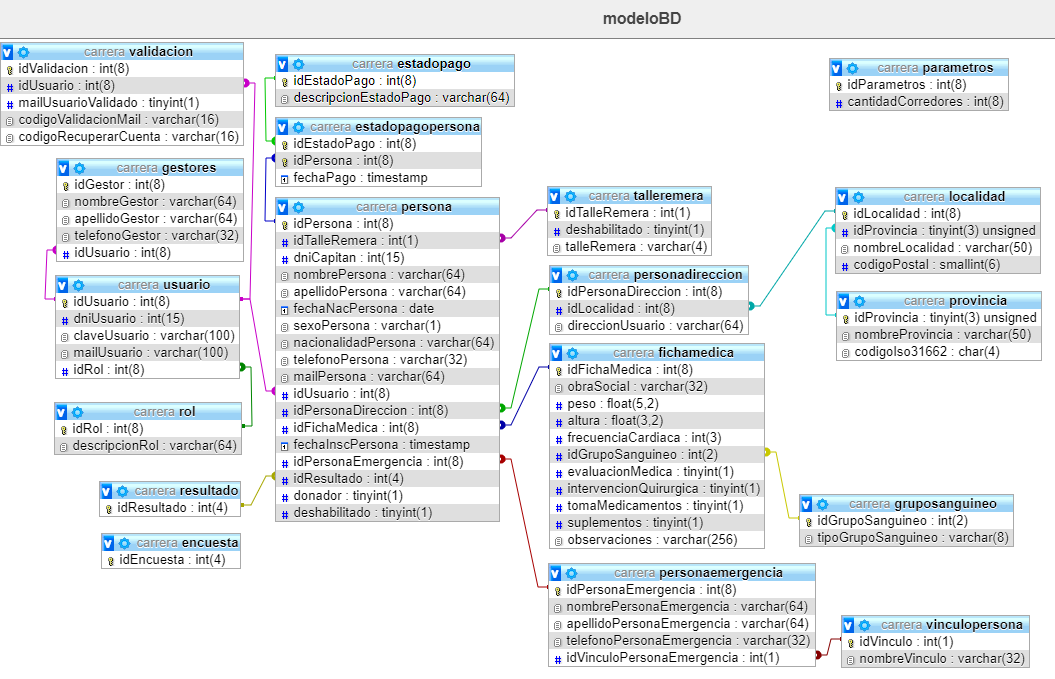 modeloBD
carrera validacion
idValidacion : int(8)
idUsuario : int(8)
mailUsuarioValidado : tinyint(1)
codigoValidacionMail : varchar(16)
codigoRecuperarCuenta : varchar(16)
carrera gestores
idGestor : int(8)
nombreGestor : varchar(64)
apellidoGestor : varchar(64)
telefonoGestor : varchar(32)
idUsuario : int(8)
carrera usuario
idUsuario : int(8)
dniUsuario : int(15)
claveUsuario : varchar(100)
mailUsuario : varchar(100)
idRol : int(8)
carrera rol
idRol : int(8)
descripcionRol : varchar(64)
carrera resultado
idResultado : int(4)
carrera encuesta
idEncuesta : int(4)
carrera estadopago
idEstadoPago : int(8)
descripcionEstadoPago : varchar(64)
carrera estadopagopersona
idEstadoPago : int(8)
idPersona : int(8)
fechaPago : timestamp
carrera persona
idPersona : int(8)
idTalleRemera : int(1)
dniCapitan : int(15)
nombrePersona : varchar(64)
apellidoPersona : varchar(64)
fechaNacPersona : date
sexoPersona : varchar(1)
nacionalidadPersona : varchar(64)
telefonoPersona : varchar(32)
mailPersona : varchar(64)
idUsuario : int(8)
idPersonaDireccion : int(8)
idFichaMedica : int(8)
fechaInscPersona : timestamp
idPersonaEmergencia : int(8)
idResultado : int(4)
donador : tinyint(1)
deshabilitado : tinyint(1)
carrera talleremera
idTalleRemera : int(1)
deshabilitado : tinyint(1)
talleRemera : varchar(4)
carrera personadireccion
idPersonaDireccion : int(8)
idLocalidad : int(8)
direccionUsuario : varchar(64)
carrera fichamedica
idFichaMedica : int(8)
obraSocial : varchar(32)
peso : float(5,2)
altura : float(3,2)
frecuenciaCardiaca : int(3)
idGrupoSanguineo : int(2)
evaluacionMedica : tinyint(1)
intervencionQuirurgica : tinyint(1)
tomaMedicamentos : tinyint(1)
suplementos : tinyint(1)
observaciones : varchar(256)
carrera personaemergencia
idPersonaEmergencia : int(8)
nombrePersonaEmergencia : varchar(64)
apellidoPersonaEmergencia : varchar(64)
telefonoPersonaEmergencia : varchar(32)
idVinculoPersonaEmergencia : int(1)
carrera parametros
idParametros : int(8)
cantidadCorredores : int(8)
carrera localidad
idLocalidad : int(8)
idProvincia : tinyint(3) unsigned
nombreLocalidad : varchar(50)
codigoPostal : smallint(6)
carrera provincia
idProvincia : tinyint(3) unsigned
nombreProvincia : varchar(50)
codigoIso31662 : char(4)
carrera gruposanguineo
idGrupoSanguineo : int(2)
tipoGrupoSanguineo : varchar(8)
carrera vinculopersona
idVinculo : int(1)
nombreVinculo : varchar(32)